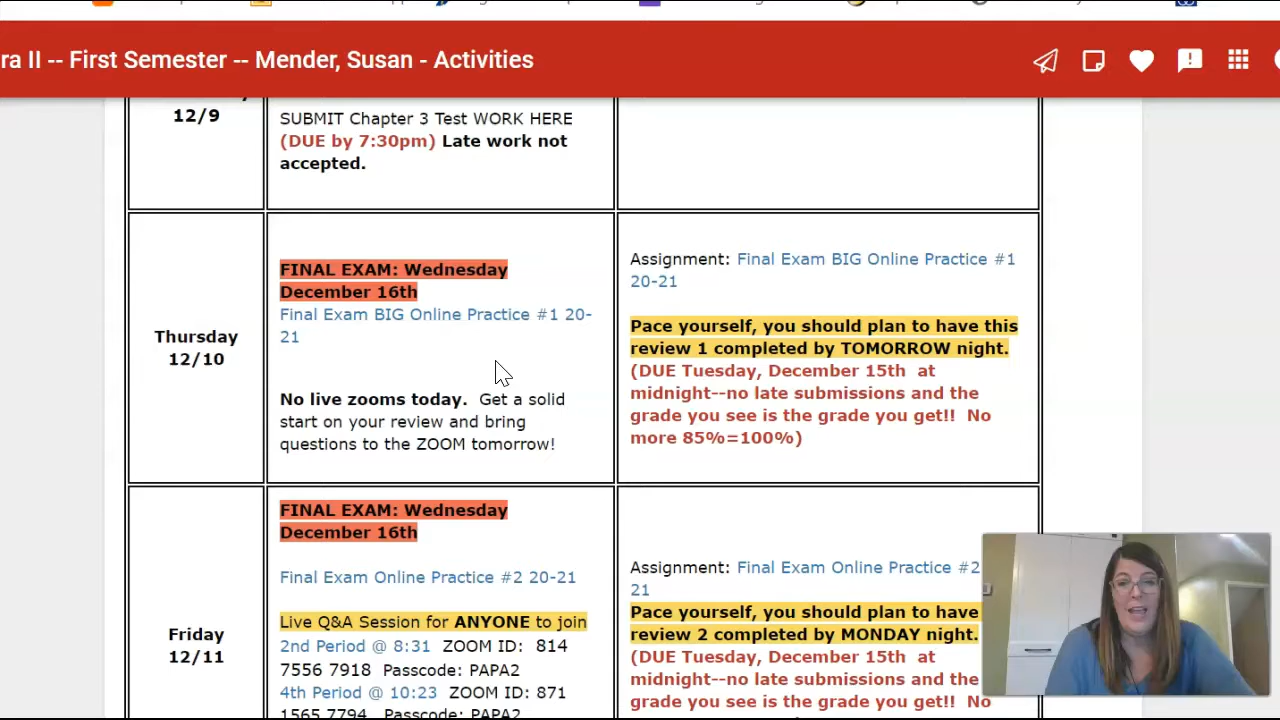 ra II -- First Semester -- Mender, Susan - Activities
12/9
SUBMIT Chapter 3 Test WORK HERE
(DUE by 7:30pm) Late work not
accepted.
Thursday
12/10
FINAL EXAM: Wednesday
December 16th
Final Exam BIG Online Practice #1 20-
21
No live zooms today. Get a solid
start on your review and bring
questions to the ZOOM tomorrow!
Assignment: Final Exam BIG Online Practice #1
20-21
Pace yourself, you should plan to have this
review 1 completed by TOMORROW night.
(DUE Tuesday, December 15th at
midnight--no late submissions and the
grade you see is the grade you get!! No
more 85%=100%)
Friday
12/11
FINAL EXAM: Wednesday
December 16th
Final Exam Online Practice #2 20-21
Live Q&A Session for ANYONE to join
2nd Period @ 8:31 ZOOM ID: 814
7556 7918 Passcode: PAPA2
4th Period @ 10:23 ZOOM ID: 871
1565 7794 Passcode: PAPA2
Assignment: Final Exam Online Practice #2
21
Pace yourself, you should plan to have
review 2 completed by MONDAY night.
(DUE Tuesday, December 15th at
midnight--no late submissions and the
grade you see is the grade you get!! No